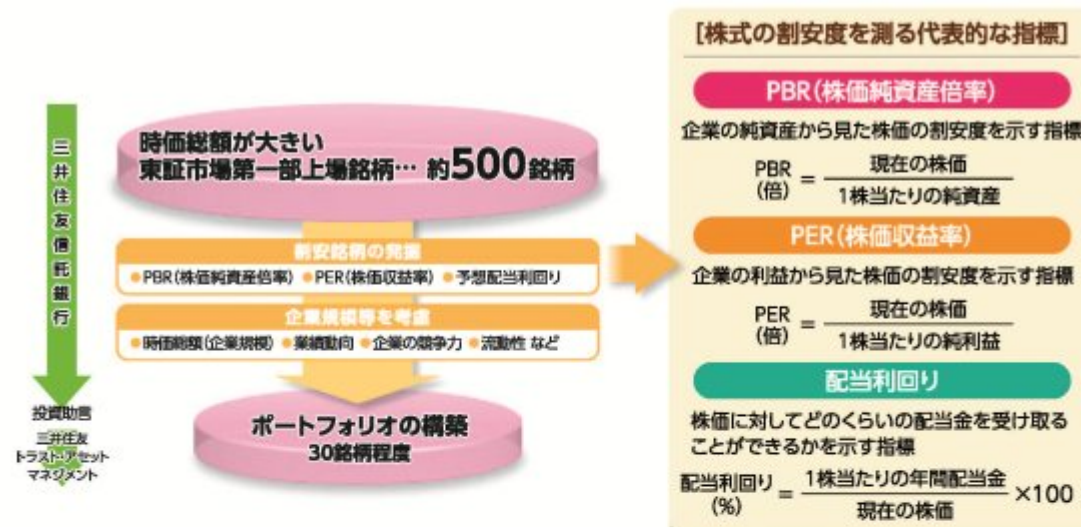 三井住友信託銀行
投資助言
三井住友
トラスト・アセット
マネジメント
時価総額が大きい
東証市場第一部上場銘柄… 約500銘柄
割安銘柄の発掘
●PBR(株価純資産倍率) ●PER(株価収益率) ●予想配当利回り
企業規模等を考慮
●時価総額(企業規模) ●業績動向 ●企業の競争力 ●流動性 など
ポートフォリオの構築
30銘柄程度
[株式の割安度を測る代表的な指標]
PBR(株価純資産倍率)
企業の純資産から見た株価の割安度を示す指標
PBR
(倍)
=
現在の株価
1株当たりの純資産
PER(株価収益率)
企業の利益から見た株価の割安度を示す指標
PER
(倍)
=
現在の株価
1株当たりの純利益
配当利回り
株価に対してどのくらいの配当金を受け取る
ことができるかを示す指標
配当利回り
(%)
=
1株当たりの年間配当金
現在の株価
×100